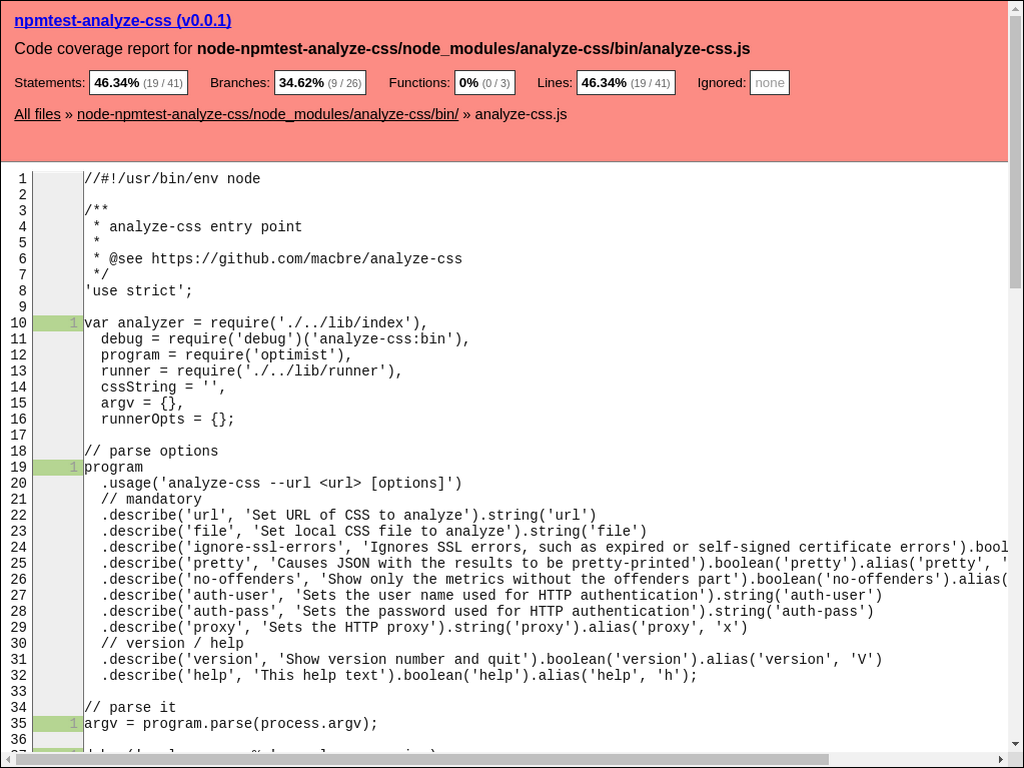 npmtest-analyze-css (v0.0.1)
Code coverage report for node-npmtest-analyze-css/node_modules/analyze-css/bin/analyze-css.js
Statements: 46.34% (19 / 41) Branches: 34.62% (9 / 26) Functions: 0% (0 / 3) Lines: 46.34% (19 / 41) Ignored: none
All files » node-npmtest-analyze-css/node_modules/analyze-css/bin/ » analyze-css.js
1 //#!/usr/bin/env node
2
3 /**
4  * analyze-css entry point
5  *
6  * @see https://github.com/macbre/analyze-css
7  */
8 'use strict';
9
10 1 var analyzer = require('./../lib/index'),
11   debug = require('debug')('analyze-css:bin'),
12   program = require('optimist'),
13   runner = require('./../lib/runner'),
14   cssString = '',
15   argv = {},
16   runnerOpts = {};
17
18 // parse options
19 1 program
20   .usage('analyze-css --url <url> [options]')
21   // mandatory
22   .describe('url', 'Set URL of CSS to analyze').string('url')
23   .describe('file', 'Set local CSS file to analyze').string('file')
24   .describe('ignore-ssl-errors', 'Ignores SSL errors, such as expired or self-signed certificate errors').bool
25   .describe('pretty', 'Causes JSON with the results to be pretty-printed').boolean('pretty').alias('pretty', '
26   .describe('no-offenders', 'Show only the metrics without the offenders part').boolean('no-offenders').alias(
27   .describe('auth-user', 'Sets the user name used for HTTP authentication').string('auth-user')
28   .describe('auth-pass', 'Sets the password used for HTTP authentication').string('auth-pass')
29   .describe('proxy', 'Sets the HTTP proxy').string('proxy').alias('proxy', 'x')
30   // version / help
31   .describe('version', 'Show version number and quit').boolean('version').alias('version', 'V')
32   .describe('help', 'This help text').boolean('help').alias('help', 'h');
33
34 // parse it
35 1 argv = program.parse(process.argv);
36